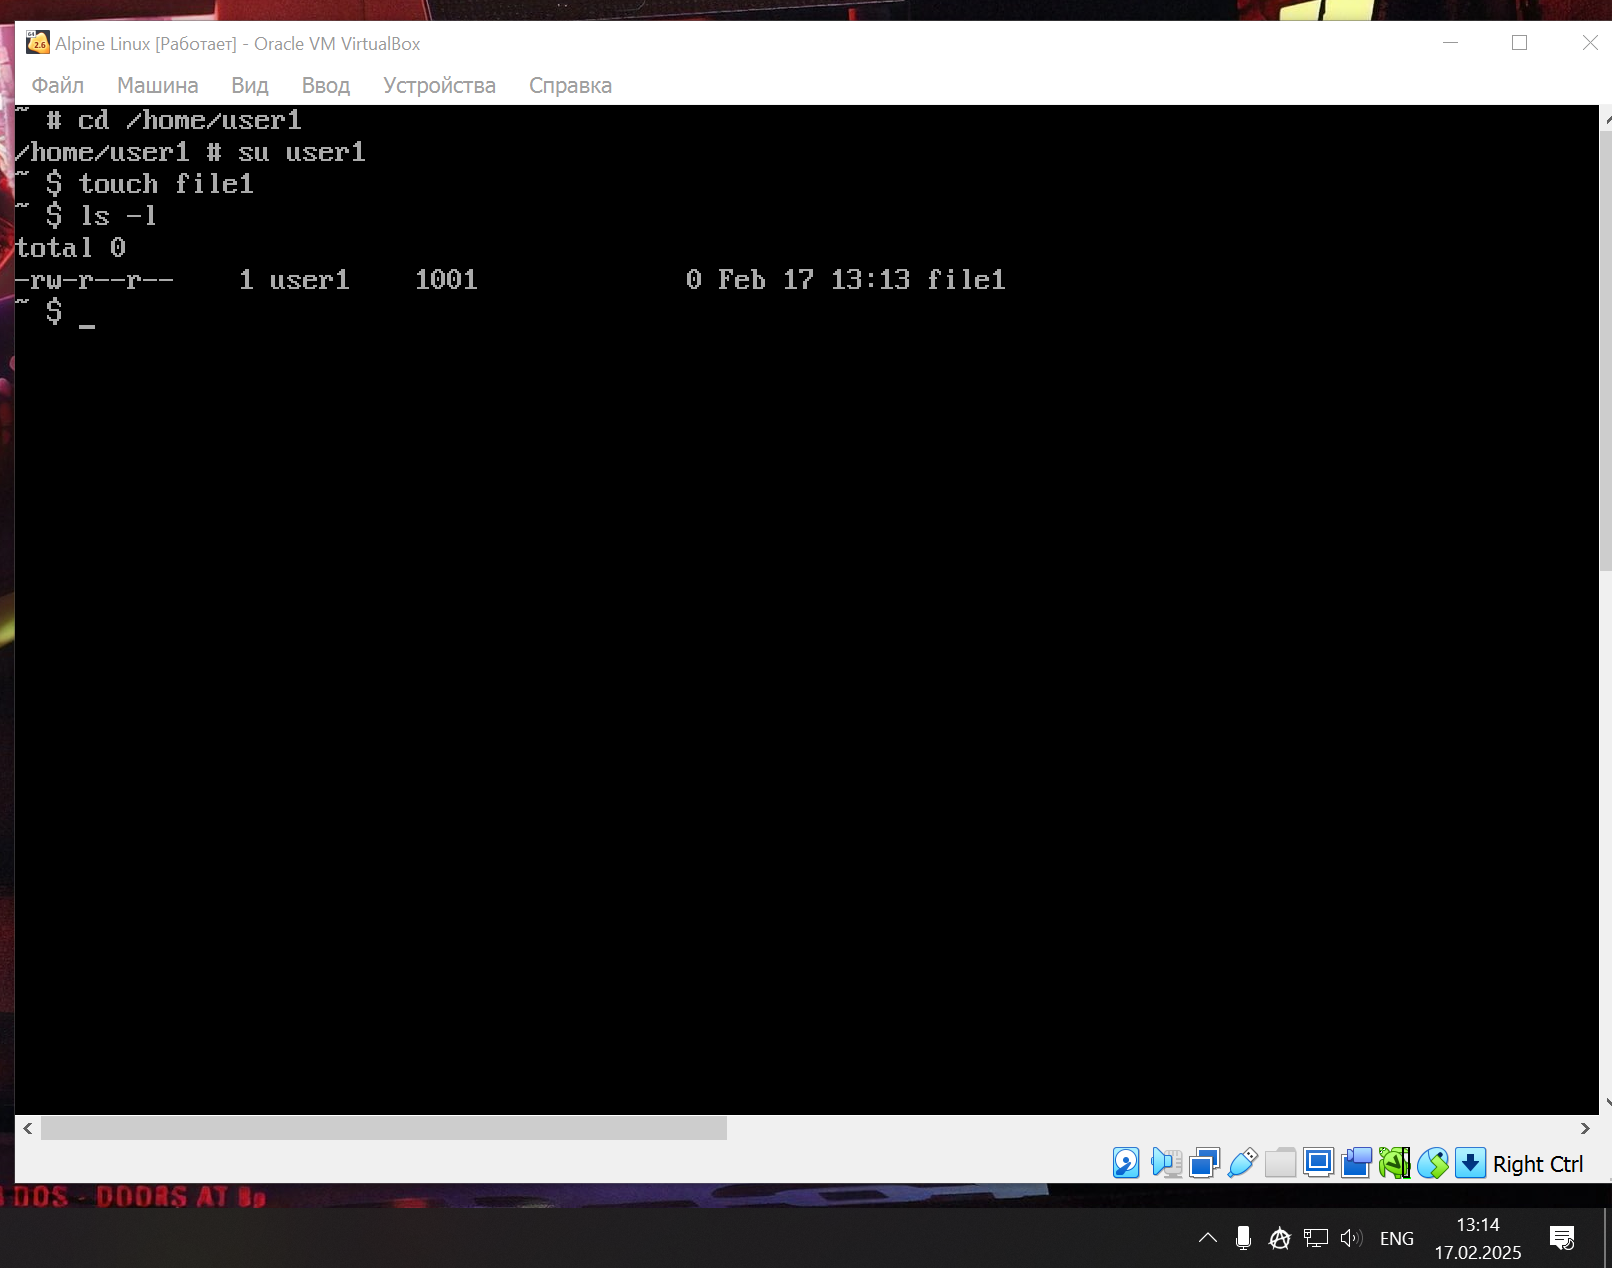 Alpine Linux [Работает] - Oracle VM VirtualBox
Файл Машина Вид Ввод Устройства Справка
~ # cd /home/user1
/home/user1 # su user1
~ $ touch file1
~ $ ls -l
total 0
-rw-r--r-- 1 user1 1001 0 Feb 17 13:13 file1
~ $ _
Right Ctrl
DOS - DOORS AT 8p
ENG
13:14
17.02.2025